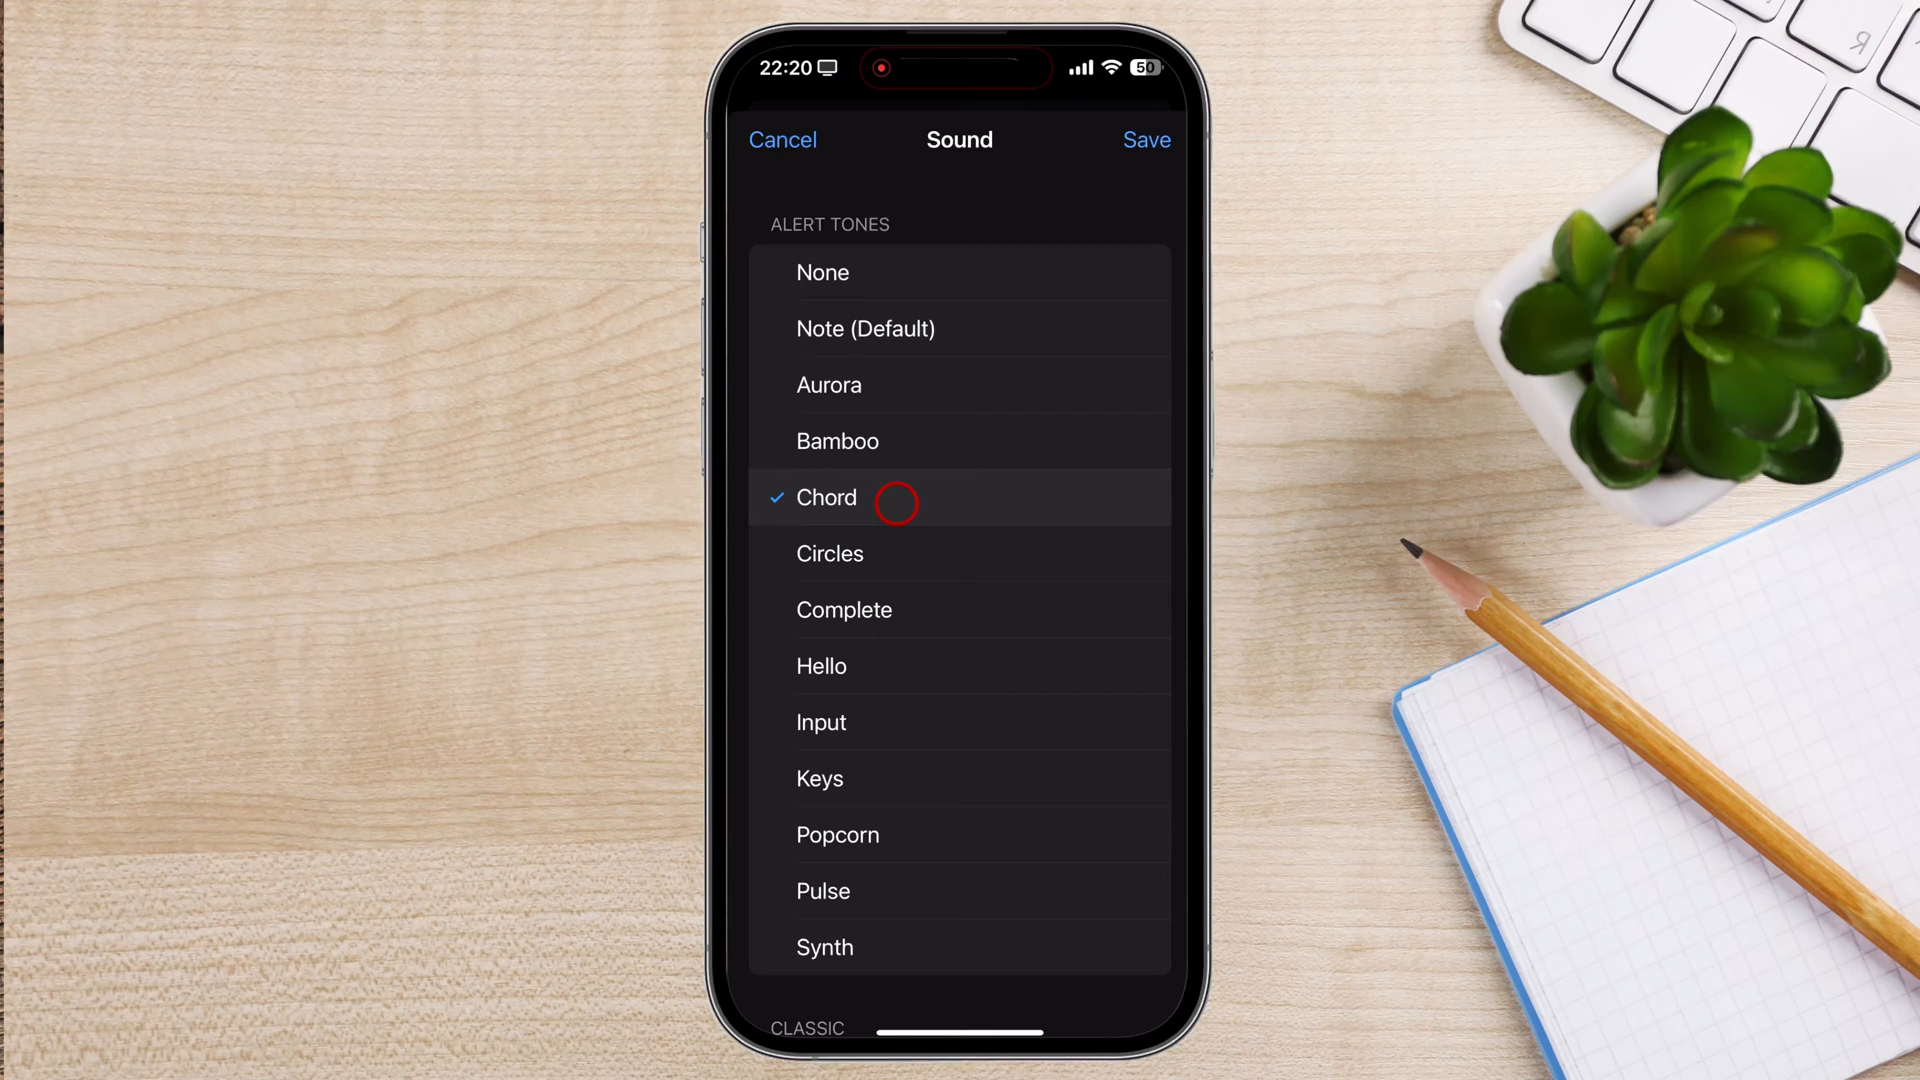 22:20
50
Cancel
Sound
Save
ALERT TONES
None
Note (Default)
Aurora
Bamboo
Chord
Circles
Complete
Hello
Input
Keys
Popcorn
Pulse
Synth
CLASSIC
R